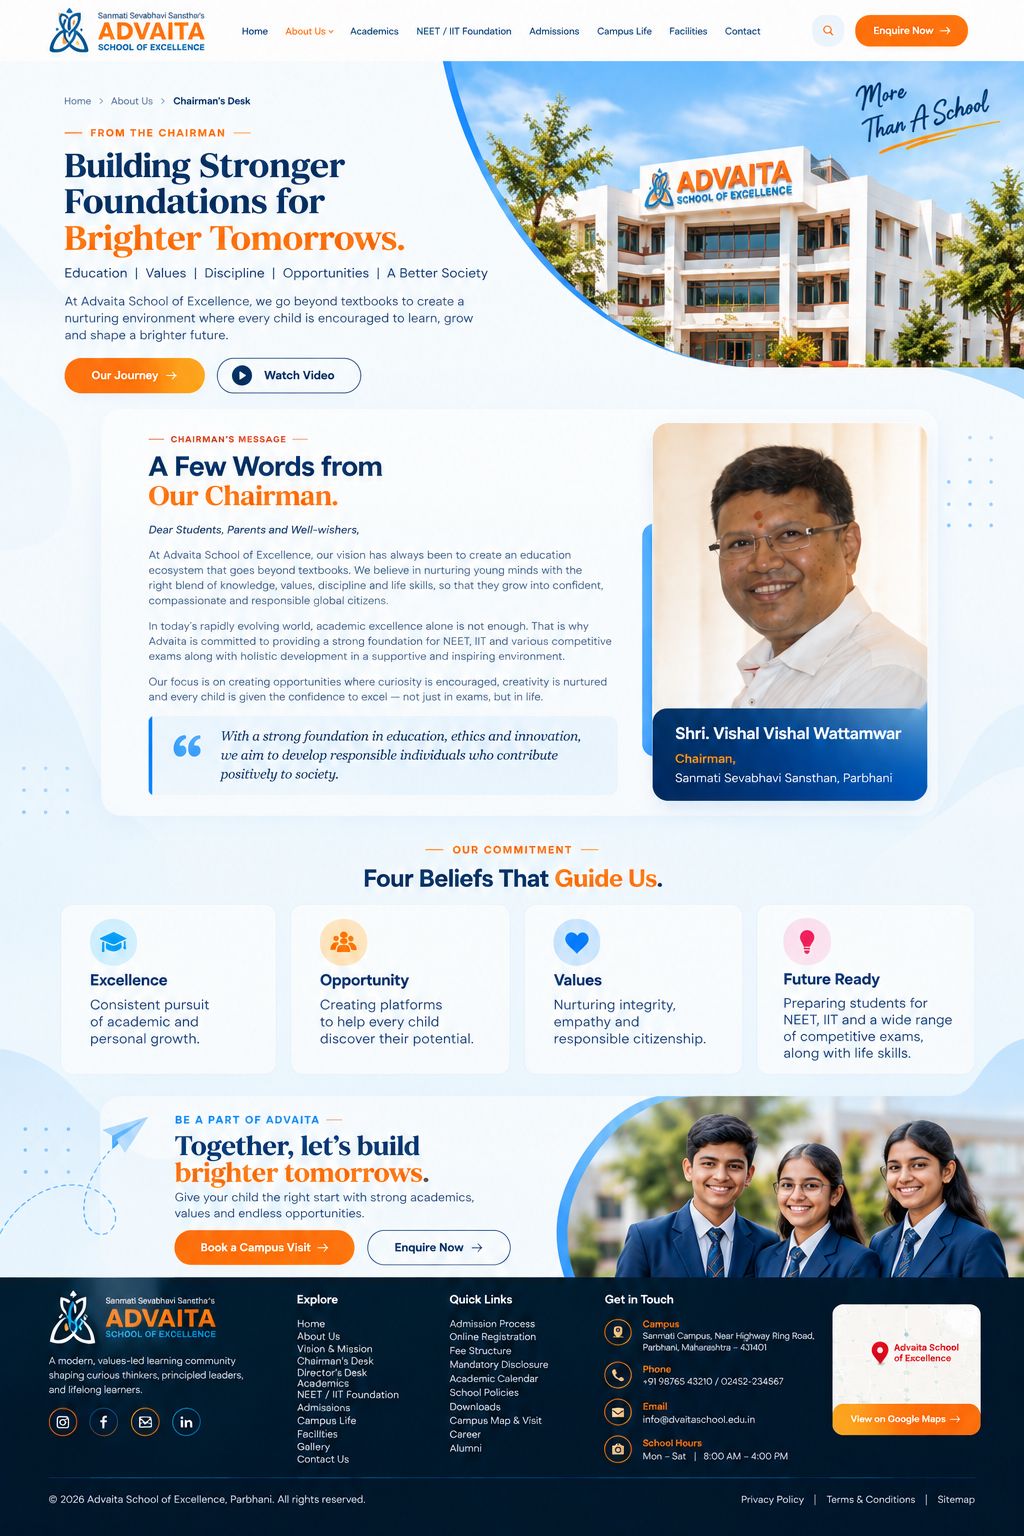 Sanmati Sevabhavi Sansthe's
ADVAITA
SCHOOL OF EXCELLENCE
Home
About Us
Academics
NEET / IIT Foundation
Admissions
Campus Life
Facilities
Contact
Enquire Now →
Home > About Us > Chairman's Desk
FROM THE CHAIRMAN
Building Stronger
Foundations for
Brighter Tomorrows.
Education | Values | Discipline | Opportunities | A Better Society
At Advaita School of Excellence, we go beyond textbooks to create a
nurturing environment where every child is encouraged to learn, grow
and shape a brighter future.
Our Journey →
Watch Video
More
Than A School
ADVAITA
SCHOOL OF EXCELLENCE
CHAIRMAN'S MESSAGE
A Few Words from
Our Chairman.
Dear Students, Parents and Well-wishers,
At Advaita School of Excellence, our vision has always been to create an education
ecosystem that goes beyond textbooks. We believe in nurturing young minds with the
right blend of knowledge, values, discipline and life skills, so that they grow into confident,
compassionate and responsible global citizens.
In today's rapidly evolving world, academic excellence alone is not enough. That is why
Advaita is committed to providing a strong foundation for NEET, IIT and various competitive
exams along with holistic development in a supportive and inspiring environment.
Our focus is on creating opportunities where curiosity is encouraged, creativity is nurtured
and every child is given the confidence to excel — not just in exams, but in life.
“ With a strong foundation in education, ethics and innovation,
we aim to develop responsible individuals who contribute
positively to society.
Shri. Vishal Vishal Wattamwar
Chairman,
Sanmati Sevabhavi Sansthan, Parbhani
OUR COMMITMENT
Four Beliefs That Guide Us.
Excellence
Consistent pursuit
of academic and
personal growth.
Opportunity
Creating platforms
to help every child
discover their potential.
Values
Nurturing integrity,
empathy and
responsible citizenship.
Future Ready
Preparing students for
NEET, IIT and a wide range
of competitive exams,
along with life skills.
BE A PART OF ADVAITA
Together, let's build
brighter tomorrows.
Give your child the right start with strong academics,
values and endless opportunities.
Book a Campus Visit →
Enquire Now →
Sanmati Sevabhavi Sanstha's
ADVAITA
SCHOOL OF EXCELLENCE
A modern, values-led learning community
shaping curious thinkers, principled leaders,
and lifelong learners.
Explore
Home
About Us
Vision & Mission
Chairman's Desk
Director's Desk
Academics
NEET / IIT Foundation
Admissions
Campus Life
Facilities
Gallery
Contact Us
Quick Links
Admission Process
Online Registration
Fee Structure
Mandatory Disclosure
Academic Calendar
School Policies
Downloads
Campus Map & Visit
Career
Alumni
Get in Touch
Campus
Sanmati Campus, Near Highway Ring Road,
Parbhani, Maharashtra – 431401
Phone
+91 98765 43210 / 02452-234567
Email
info@dvaitaschool.edu.in
School Hours
Mon – Sat | 8:00 AM – 4:00 PM
Advaita School
of Excellence
View on Google Maps →
© 2026 Advaita School of Excellence, Parbhani. All rights reserved.
Privacy Policy | Terms & Conditions | Sitemap